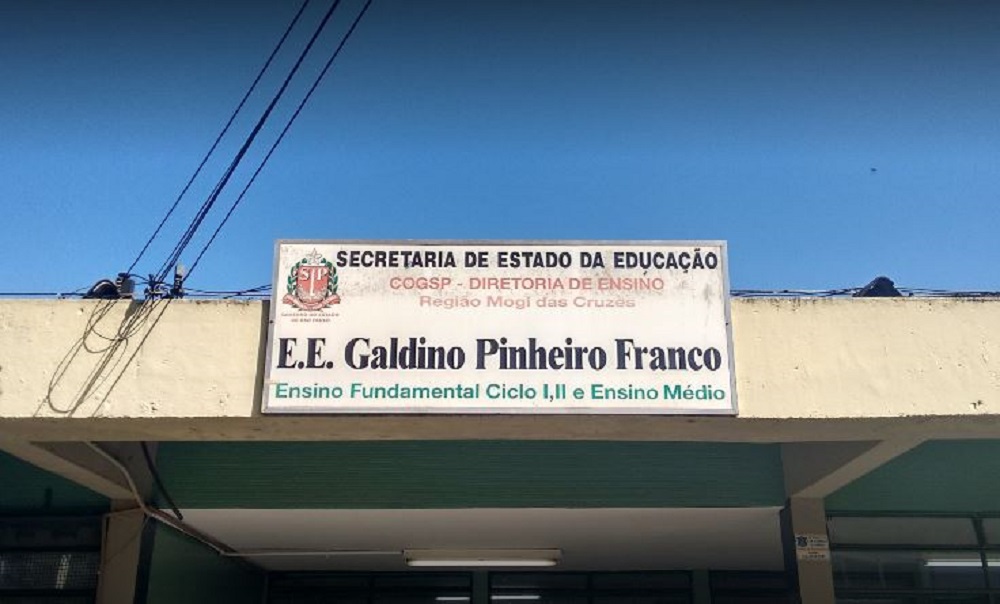 SECRETARIA DE ESTADO DA EDUCAÇÃO
COGSP - DIRETORIA DE ENSINO
Região Mogi das Cruzes
E.E. Galdino Pinheiro Franco
Ensino Fundamental Ciclo I,II e Ensino Médio